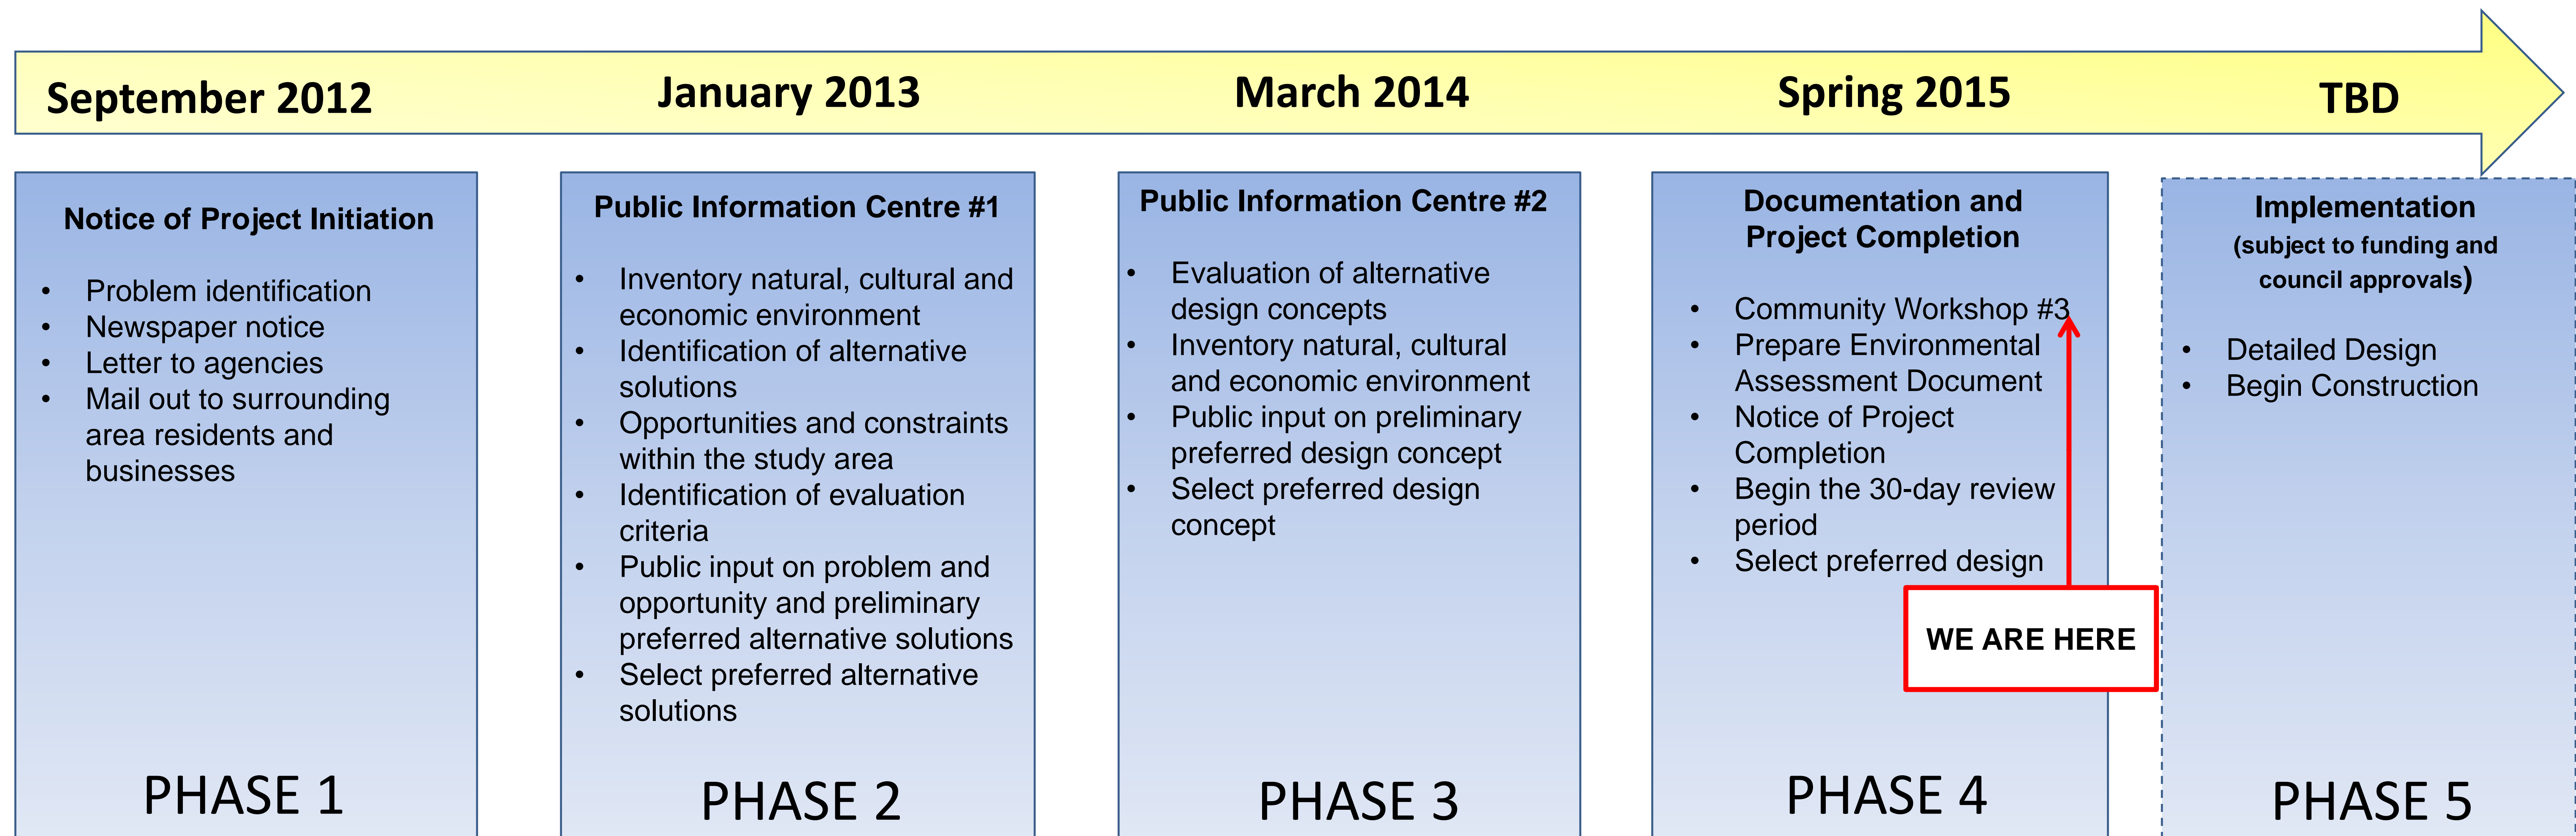 September 2012
January 2013
March 2014
Spring 2015
TBD
Notice of Project Initiation
• Problem identification
• Newspaper notice
• Letter to agencies
• Mail out to surrounding
area residents and
businesses
PHASE 1
Public Information Centre #1
• Inventory natural, cultural and
economic environment
• Identification of alternative
solutions
• Opportunities and constraints
within the study area
• Identification of evaluation
criteria
• Public input on problem and
opportunity and preliminary
preferred alternative solutions
• Select preferred alternative
solutions
PHASE 2
Public Information Centre #2
• Evaluation of alternative
design concepts
• Inventory natural, cultural
and economic environment
• Public input on preliminary
preferred design concept
• Select preferred design
concept
PHASE 3
Documentation and
Project Completion
• Community Workshop #3
• Prepare Environmental
Assessment Document
• Notice of Project
Completion
• Begin the 30-day review
period
• Select preferred design
WE ARE HERE
PHASE 4
Implementation
(subject to funding and
council approvals)
• Detailed Design
• Begin Construction
PHASE 5